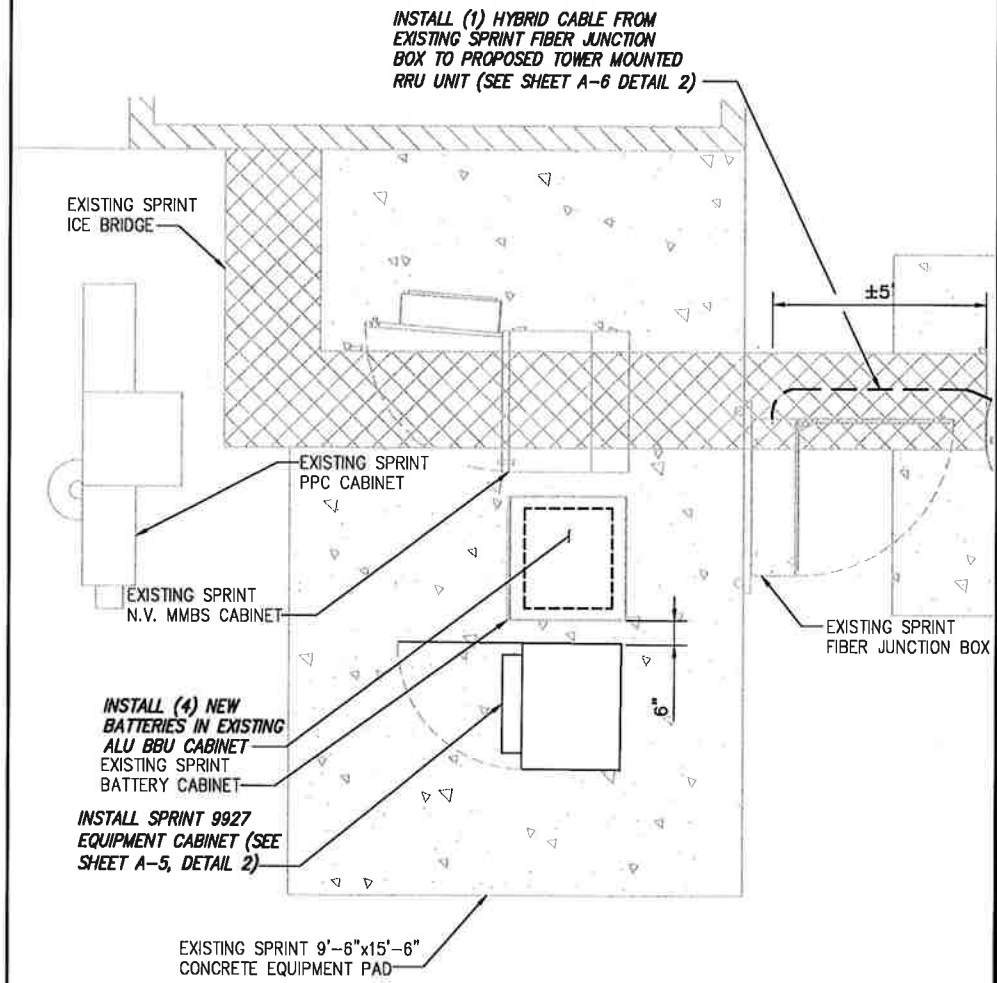 INSTALL (1) HYBRID CABLE FROM
EXISTING SPRINT FIBER JUNCTION
BOX TO PROPOSED TOWER MOUNTED
RRU UNIT (SEE SHEET A-6 DETAIL 2)
EXISTING SPRINT
ICE BRIDGE
±5'
EXISTING SPRINT
PPC CABINET
EXISTING SPRINT
N.V. MMBS CABINET
EXISTING SPRINT
FIBER JUNCTION BOX
6"
INSTALL (4) NEW
BATTERIES IN EXISTING
ALU BBU CABINET
EXISTING SPRINT
BATTERY CABINET
INSTALL SPRINT 9927
EQUIPMENT CABINET (SEE
SHEET A-5, DETAIL 2)
EXISTING SPRINT 9'-6"x15'-6"
CONCRETE EQUIPMENT PAD